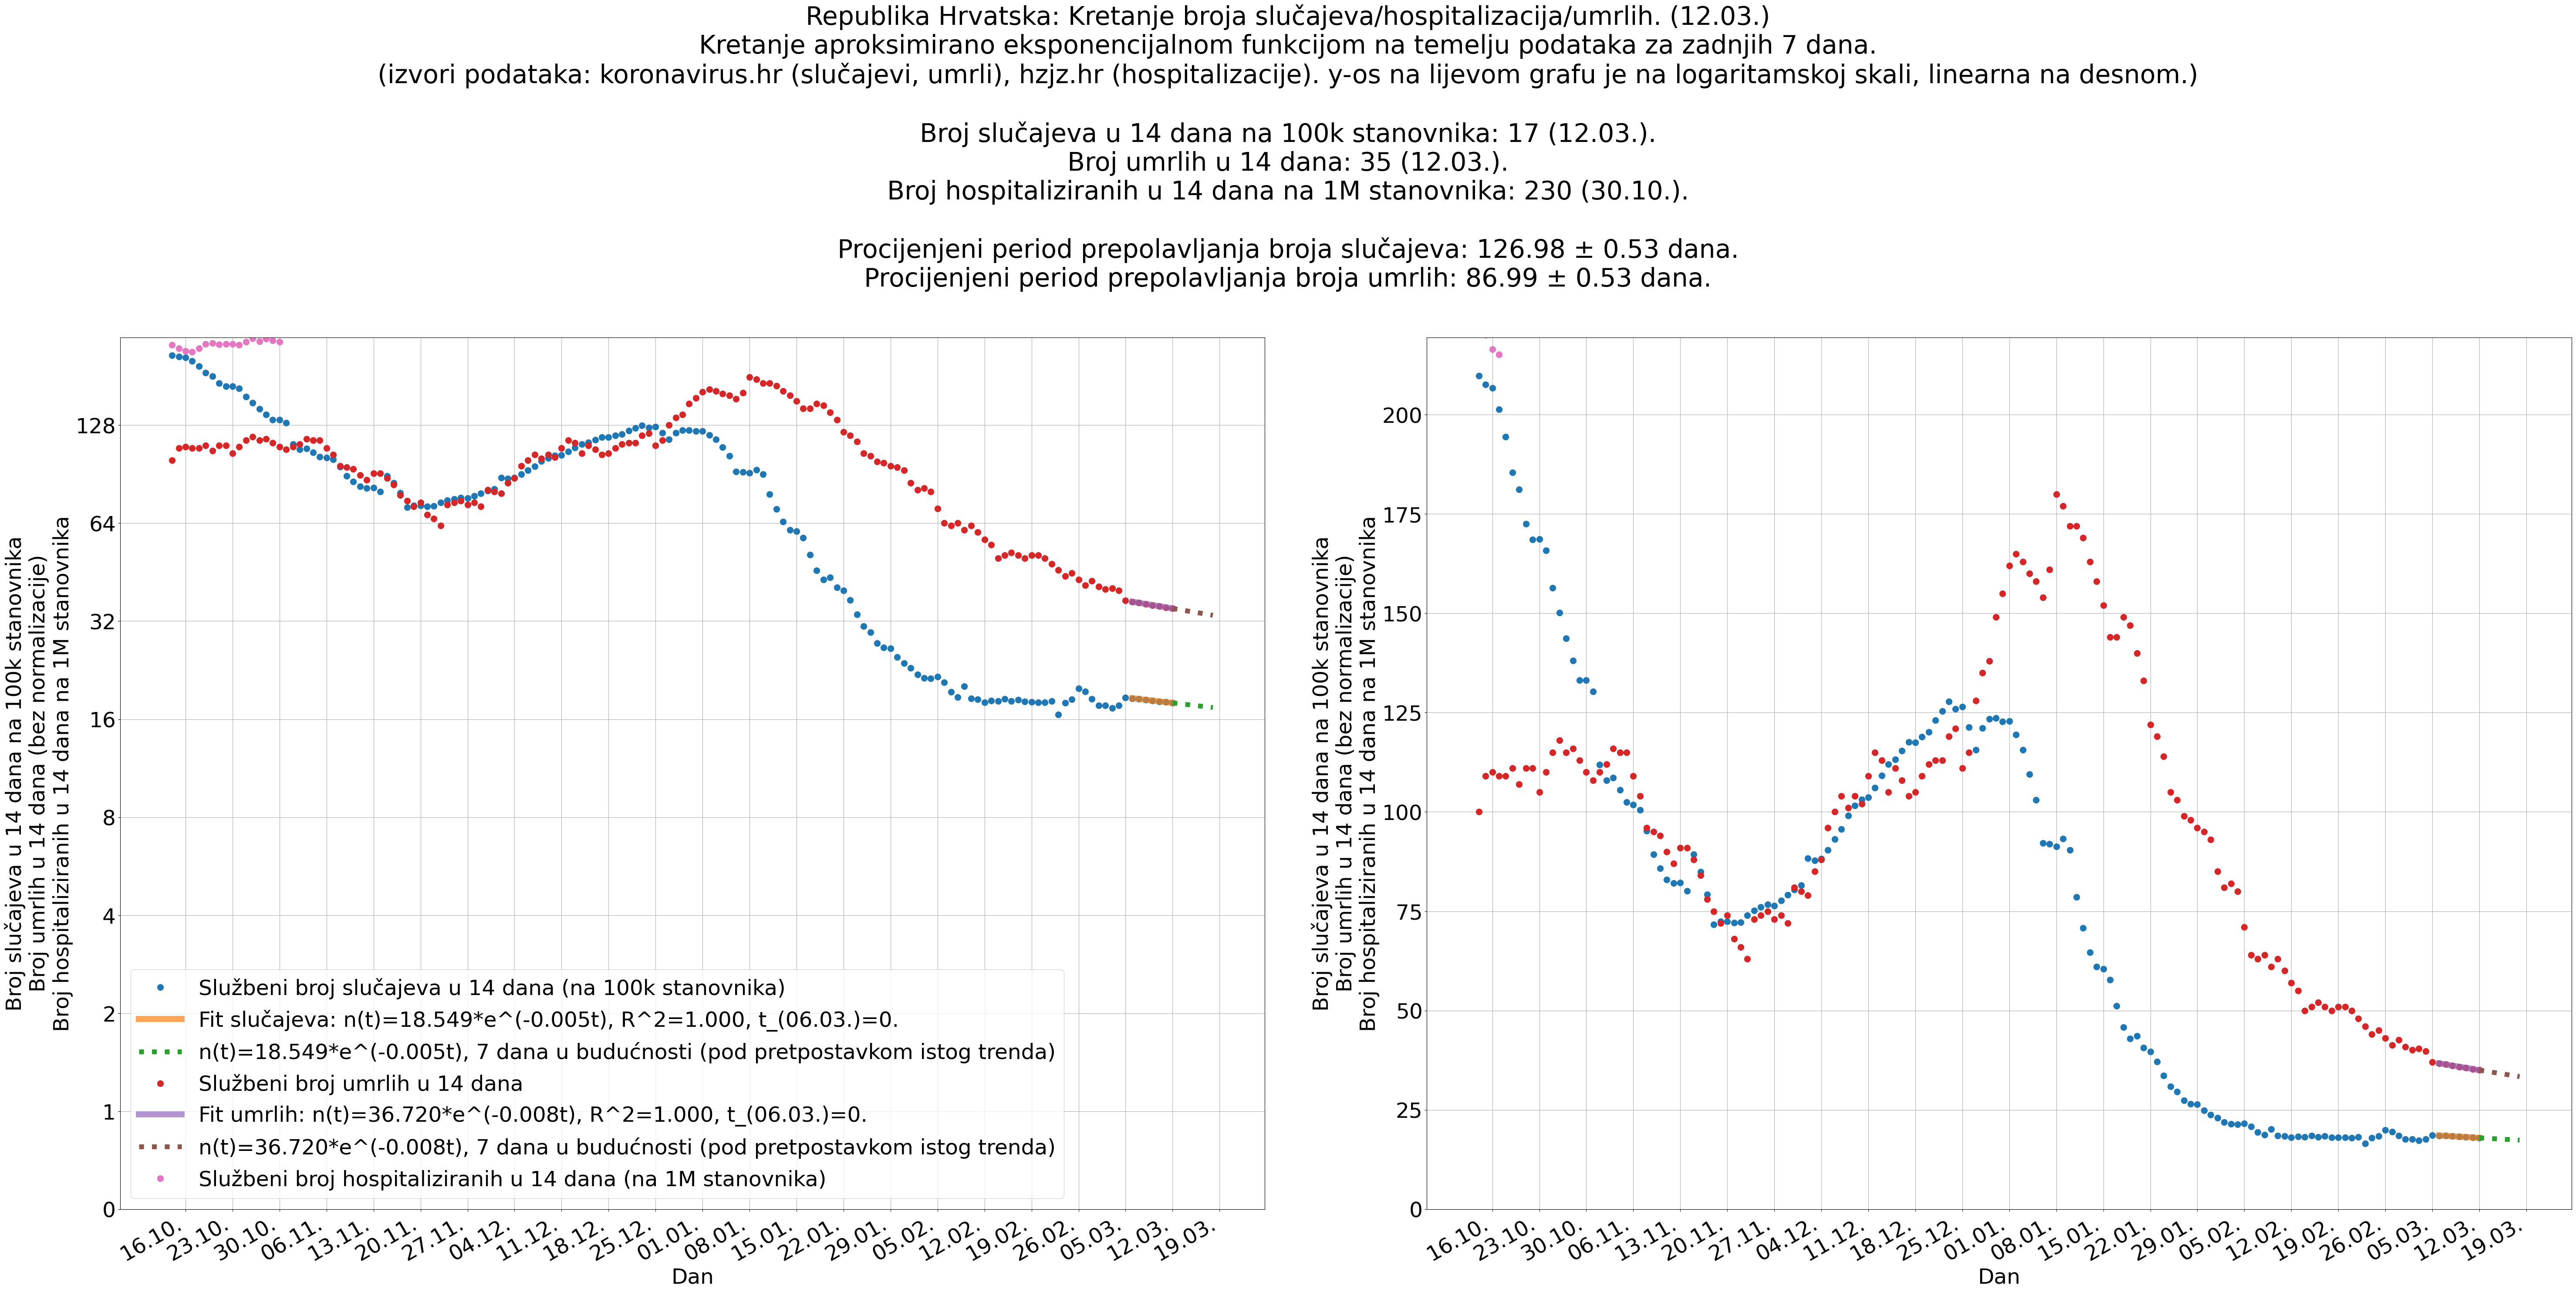 Republika Hrvatska: Kretanje broja slučajeva/hospitalizacija/umrlih. (12.03.)
Kretanje aproksimirano eksponencijalnom funkcijom na temelju podataka za zadnjih 7 dana.
(izvori podataka: koronavirus.hr (slučajevi, umrli), hzjz.hr (hospitalizacije). y-os na lijevom grafu je na logaritamskoj skali, linearna na desnom.)
Broj slučajeva u 14 dana na 100k stanovnika: 17 (12.03.).
Broj umrlih u 14 dana: 35 (12.03.).
Broj hospitaliziranih u 14 dana na 1M stanovnika: 230 (30.10.).
Procijenjeni period prepolavljanja broja slučajeva: 126.98 ± 0.53 dana.
Procijenjeni period prepolavljanja broja umrlih: 86.99 ± 0.53 dana.
Broj slučajeva u 14 dana na 100k stanovnika
Broj umrlih u 14 dana (bez normalizacije)
Broj hospitaliziranih u 14 dana na 1M stanovnika
128
64
32
16
8
4
2
1
0
Službeni broj slučajeva u 14 dana (na 100k stanovnika)
Fit slučajeva: n(t)=18.549*e^(-0.005t), R^2=1.000, t_(06.03.)=0.
n(t)=18.549*e^(-0.005t), 7 dana u budućnosti (pod pretpostavkom istog trenda)
Službeni broj umrlih u 14 dana
Fit umrlih: n(t)=36.720*e^(-0.008t), R^2=1.000, t_(06.03.)=0.
n(t)=36.720*e^(-0.008t), 7 dana u budućnosti (pod pretpostavkom istog trenda)
Službeni broj hospitaliziranih u 14 dana (na 1M stanovnika)
16.10. 23.10. 30.10. 06.11. 13.11. 20.11. 27.11. 04.12. 11.12. 18.12. 25.12. 01.01. 08.01. 15.01. 22.01. 29.01. 05.02. 12.02. 19.02. 26.02. 05.03. 12.03. 19.03.
Dan
Broj slučajeva u 14 dana na 100k stanovnika
Broj umrlih u 14 dana (bez normalizacije)
Broj hospitaliziranih u 14 dana na 1M stanovnika
200
175
150
125
100
75
50
25
0
16.10. 23.10. 30.10. 06.11. 13.11. 20.11. 27.11. 04.12. 11.12. 18.12. 25.12. 01.01. 08.01. 15.01. 22.01. 29.01. 05.02. 12.02. 19.02. 26.02. 05.03. 12.03. 19.03.
Dan